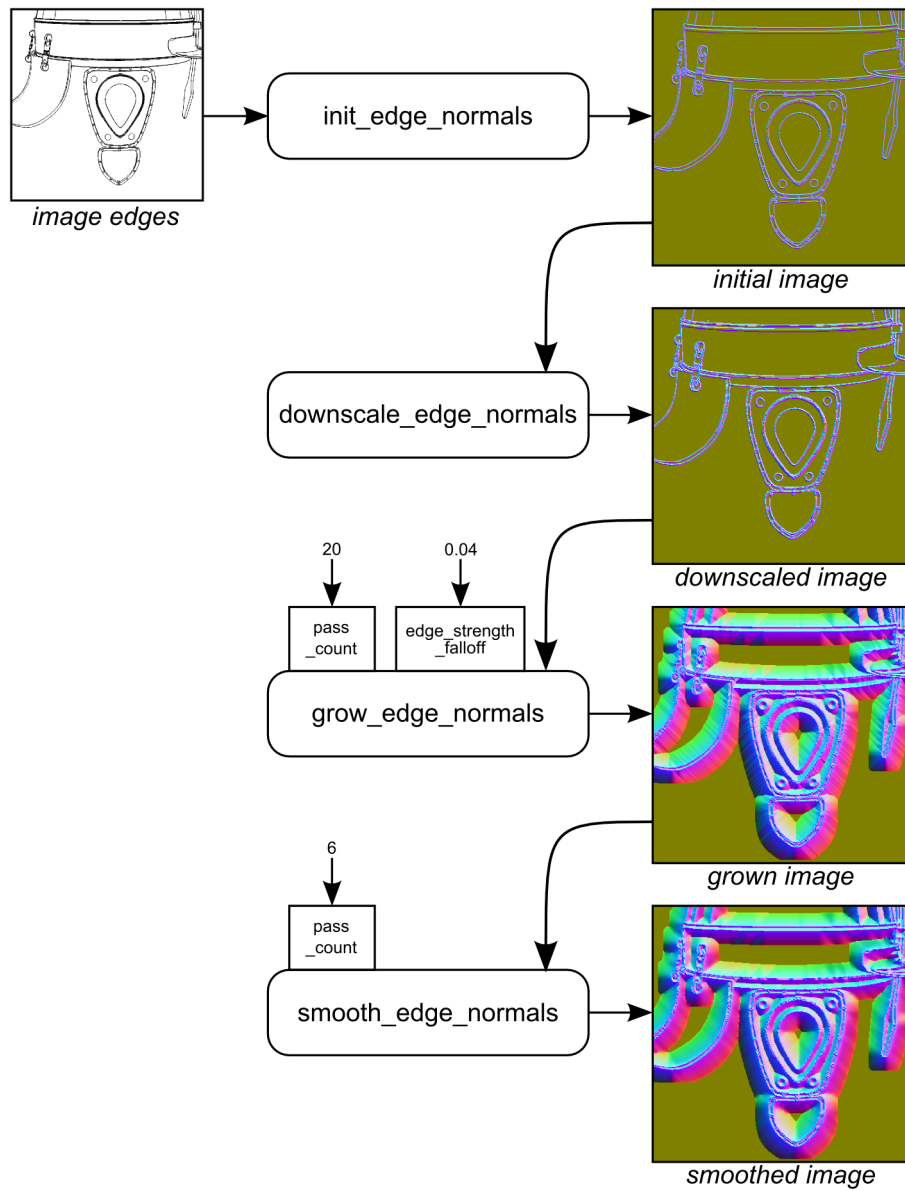 image edges
init_edge_normals
initial image
downscale_edge_normals
downscaled image
20
0.04
pass
_count
edge_strength
_falloff
grow_edge_normals
grown image
6
pass
_count
smooth_edge_normals
smoothed image